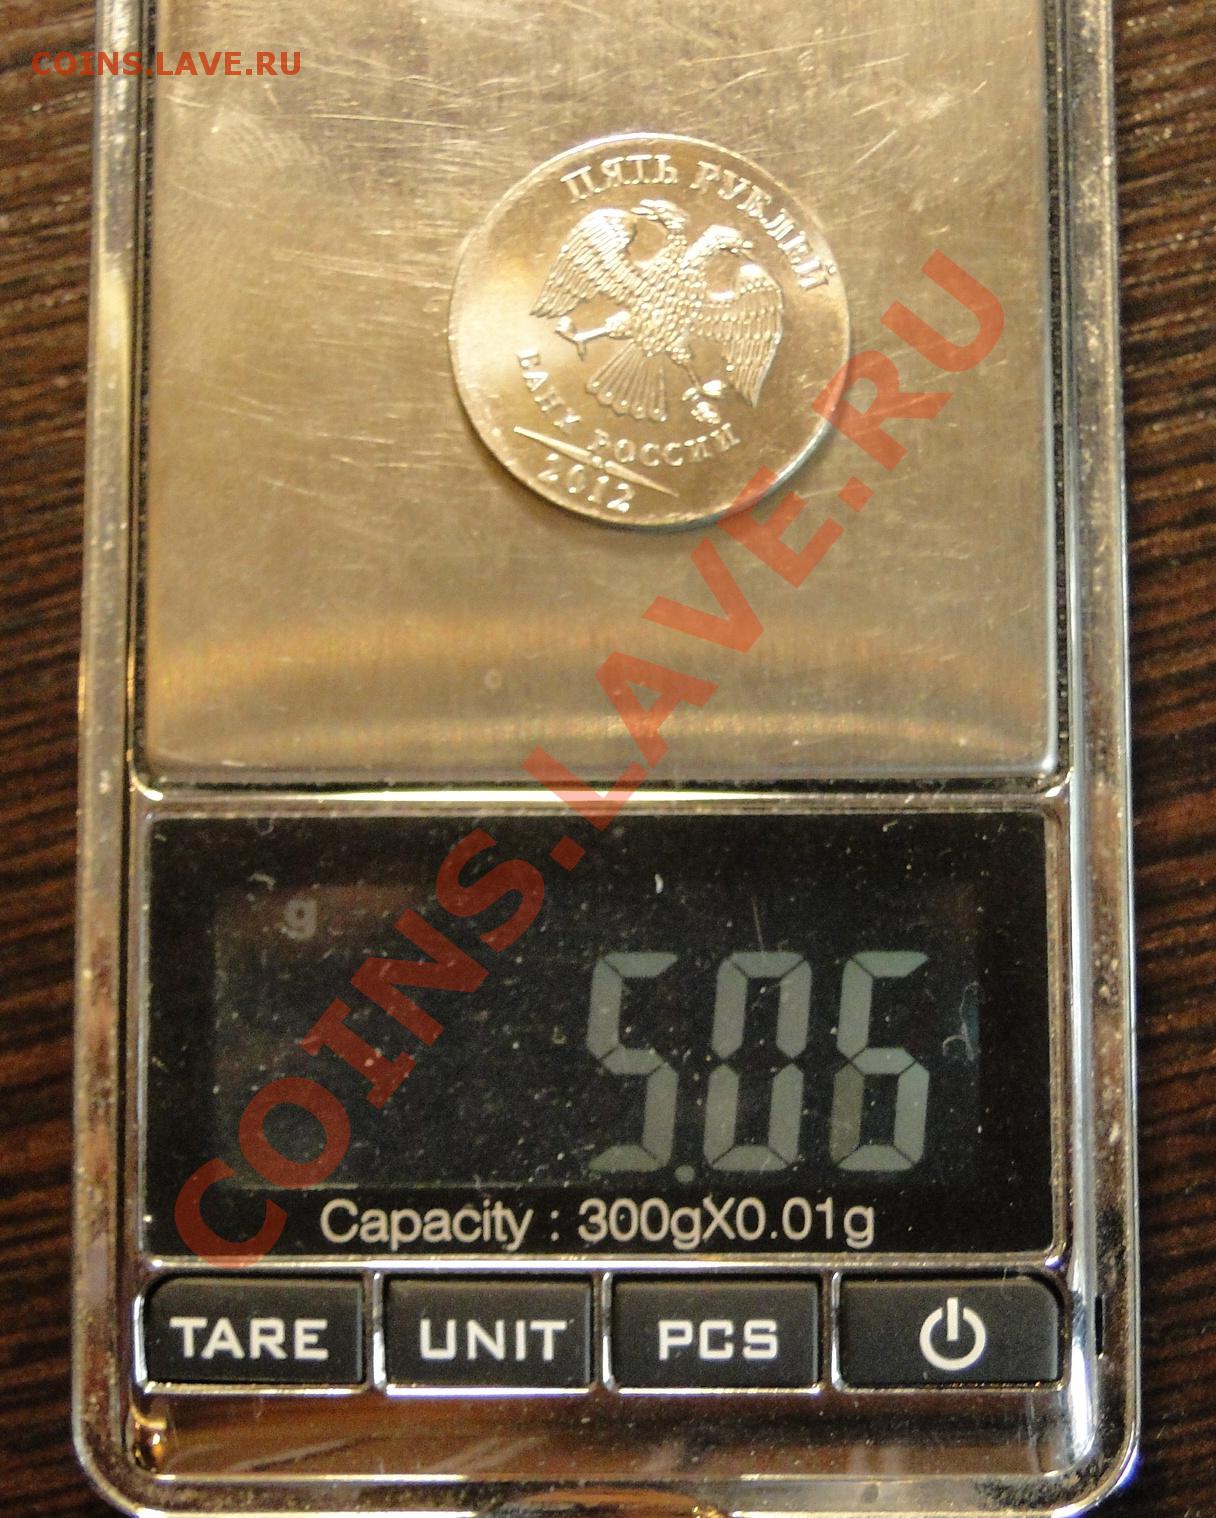 COINS.LAVE.RU
ПЯТЬ РУБЛЕЙ
БАНК РОССИИ
2012
COINS.LAVE.RU
g
5.06
Capacity : 300gX0.01g
TARE UNIT PCS